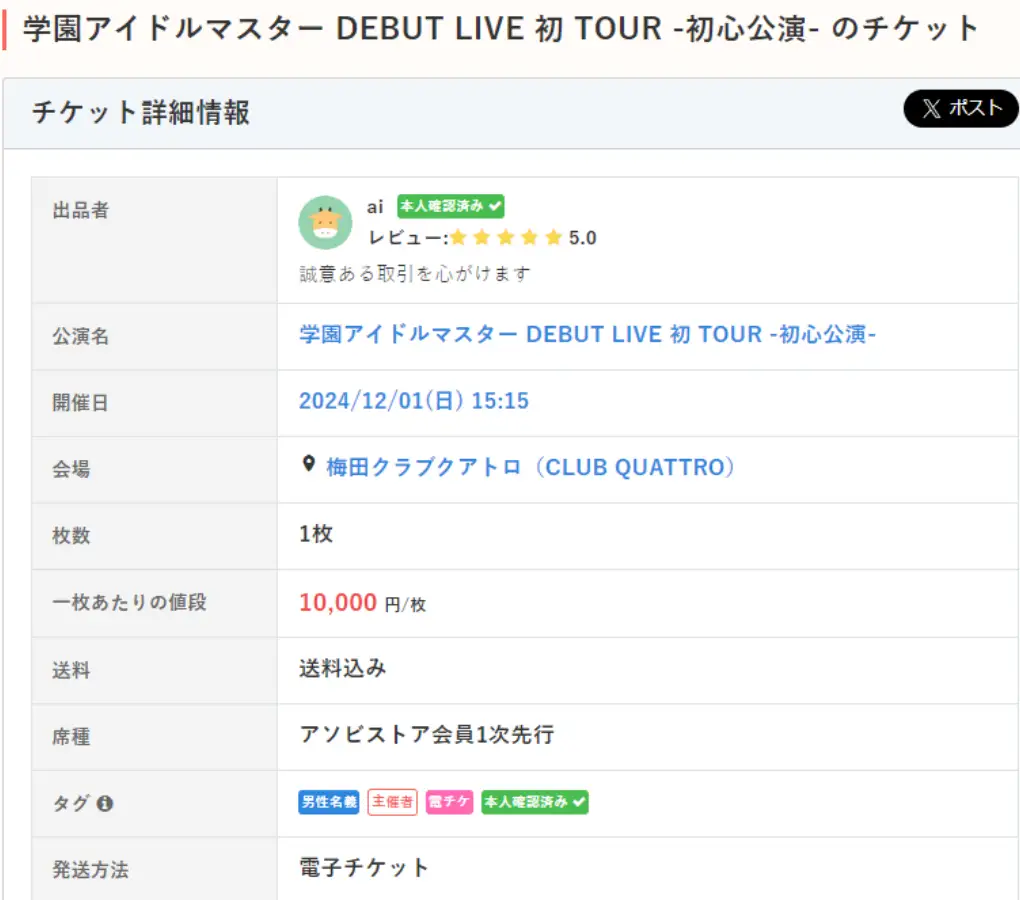 学園アイドルマスター DEBUT LIVE 初 TOUR -初心公演- のチケット
チケット詳細情報
X ポスト
出品者
ai 本人確認済み
レビュー: 5.0
誠意ある取引を心がけます
公演名
学園アイドルマスター DEBUT LIVE 初 TOUR -初心公演-
開催日
2024/12/01(日) 15:15
会場
梅田クラブクアトロ（CLUB QUATTRO）
枚数
1枚
一枚あたりの値段
10,000 円/枚
送料
送料込み
席種
アソビストア会員1次先行
タグ
男性名義 主催者 電チケ 本人確認済み
発送方法
電子チケット